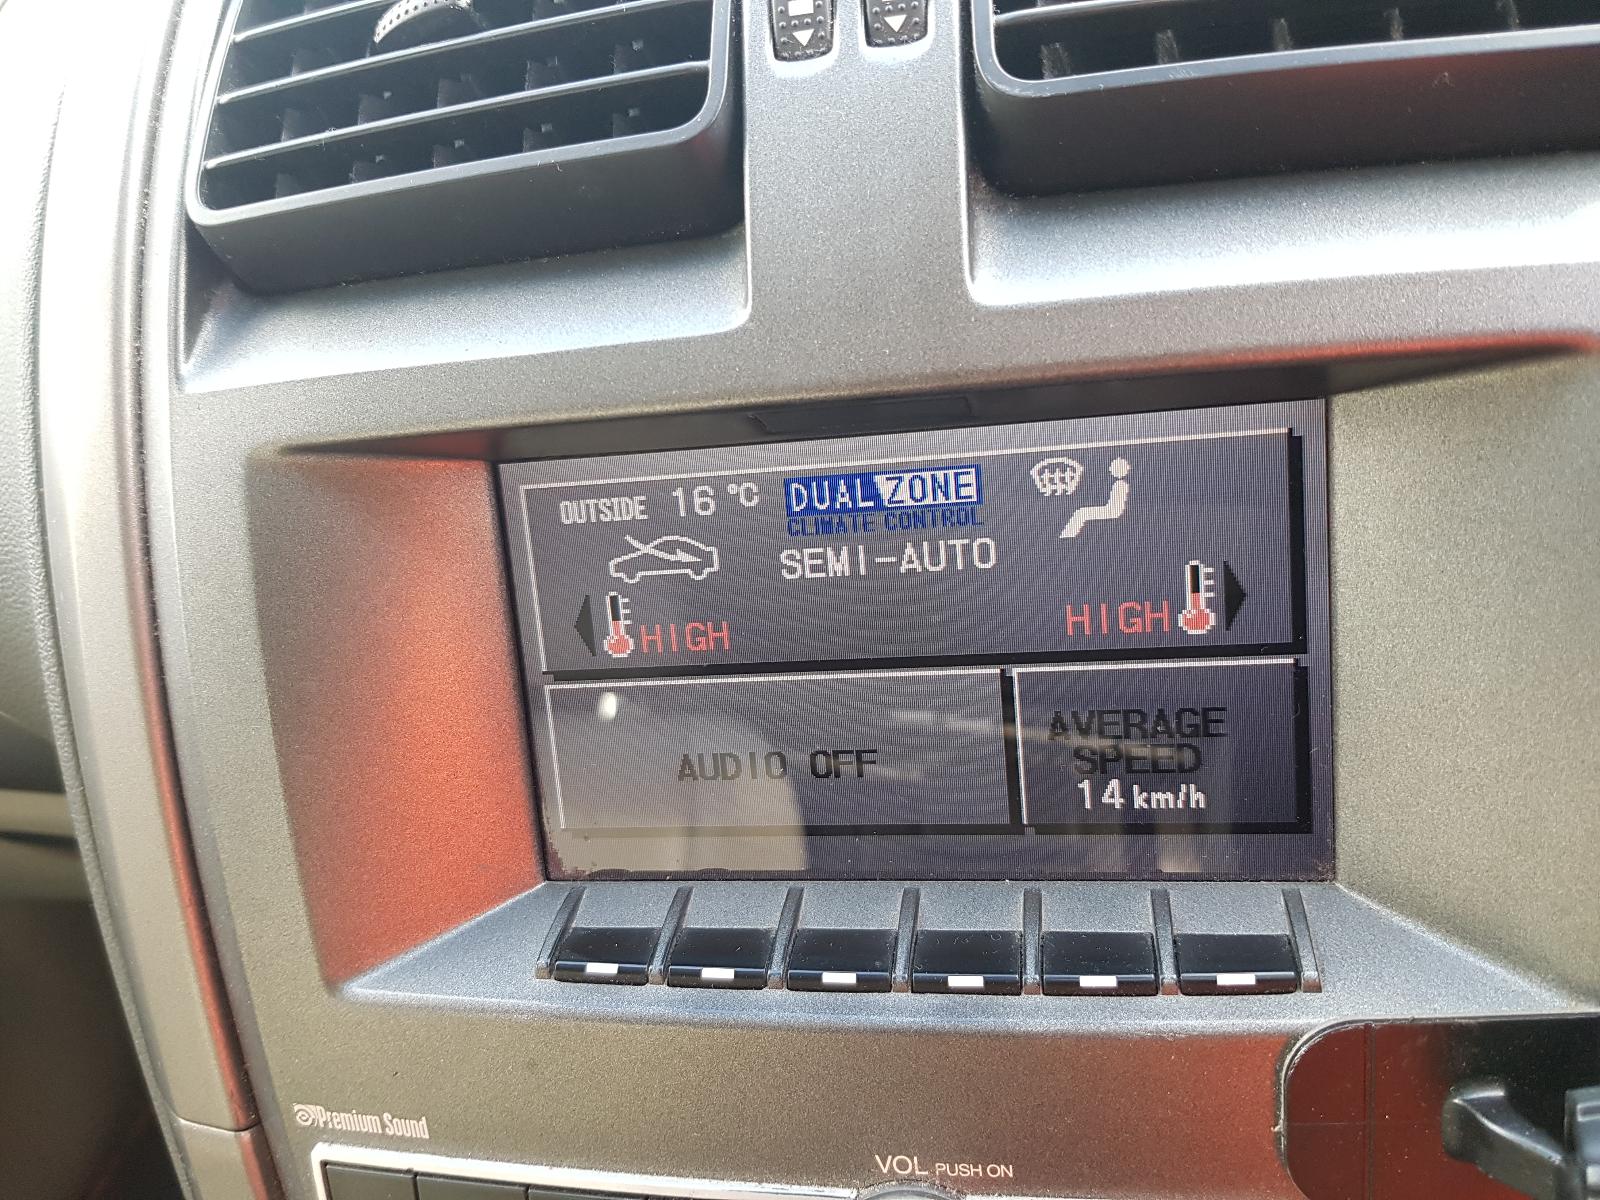 OUTSIDE 16 °C
DUAL ZONE
CLIMATE CONTROL
SEMI-AUTO
HIGH
HIGH
AUDIO OFF
AVERAGE
SPEED
14 km/h
Premium Sound
VOL PUSH ON